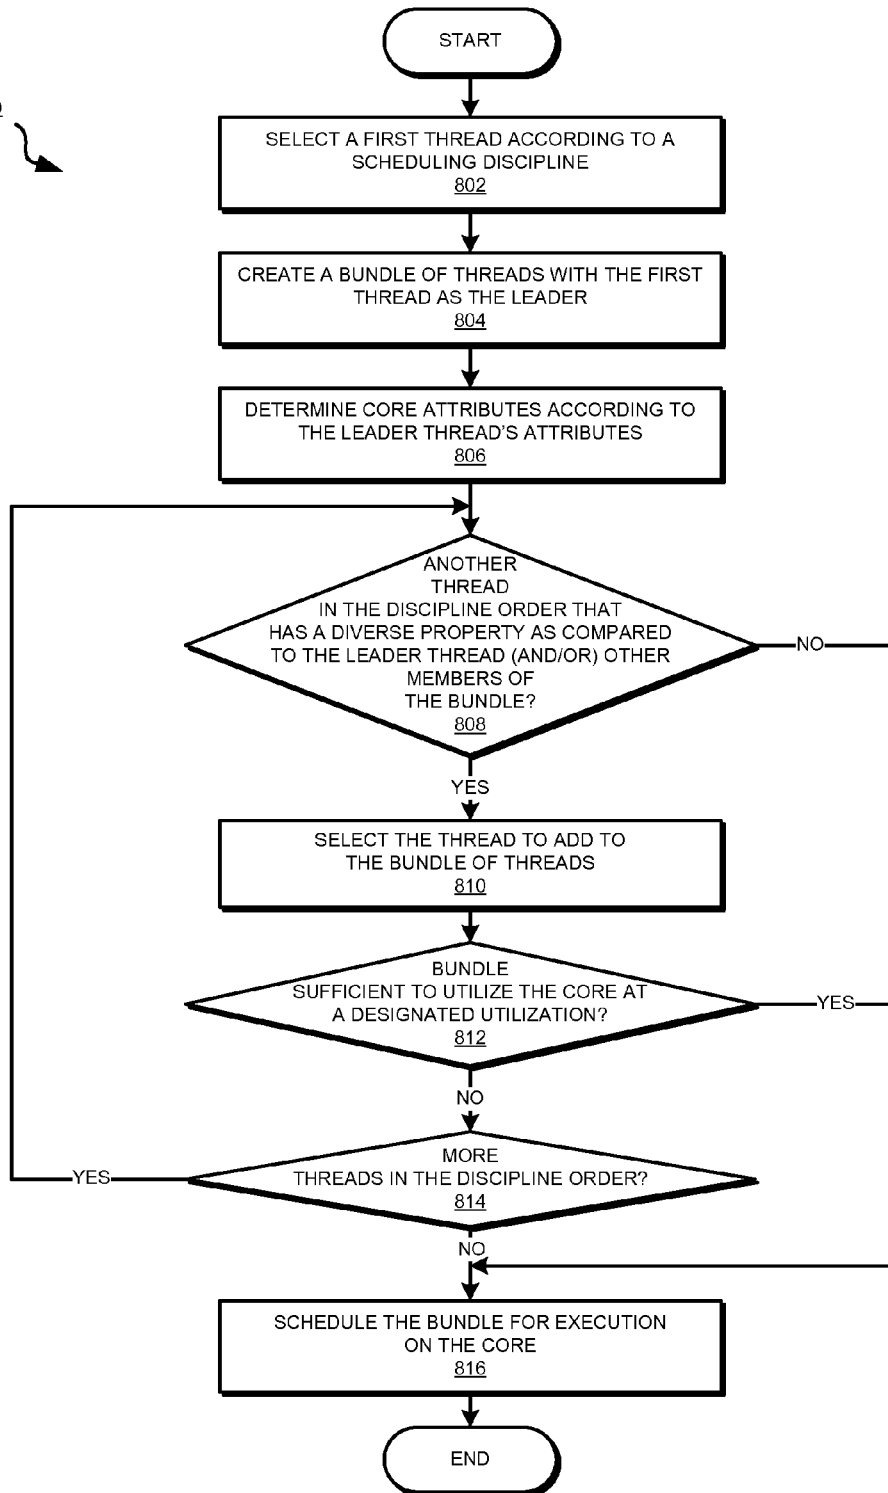 START
SELECT A FIRST THREAD ACCORDING TO A
SCHEDULING DISCIPLINE
802
CREATE A BUNDLE OF THREADS WITH THE FIRST
THREAD AS THE LEADER
804
DETERMINE CORE ATTRIBUTES ACCORDING TO
THE LEADER THREAD'S ATTRIBUTES
806
ANOTHER
THREAD
IN THE DISCIPLINE ORDER THAT
HAS A DIVERSE PROPERTY AS COMPARED
TO THE LEADER THREAD (AND/OR) OTHER
MEMBERS OF
THE BUNDLE?
808
NO
YES
SELECT THE THREAD TO ADD TO
THE BUNDLE OF THREADS
810
BUNDLE
SUFFICIENT TO UTILIZE THE CORE AT
A DESIGNATED UTILIZATION?
812
YES
NO
MORE
THREADS IN THE DISCIPLINE ORDER?
814
YES
NO
SCHEDULE THE BUNDLE FOR EXECUTION
ON THE CORE
816
END